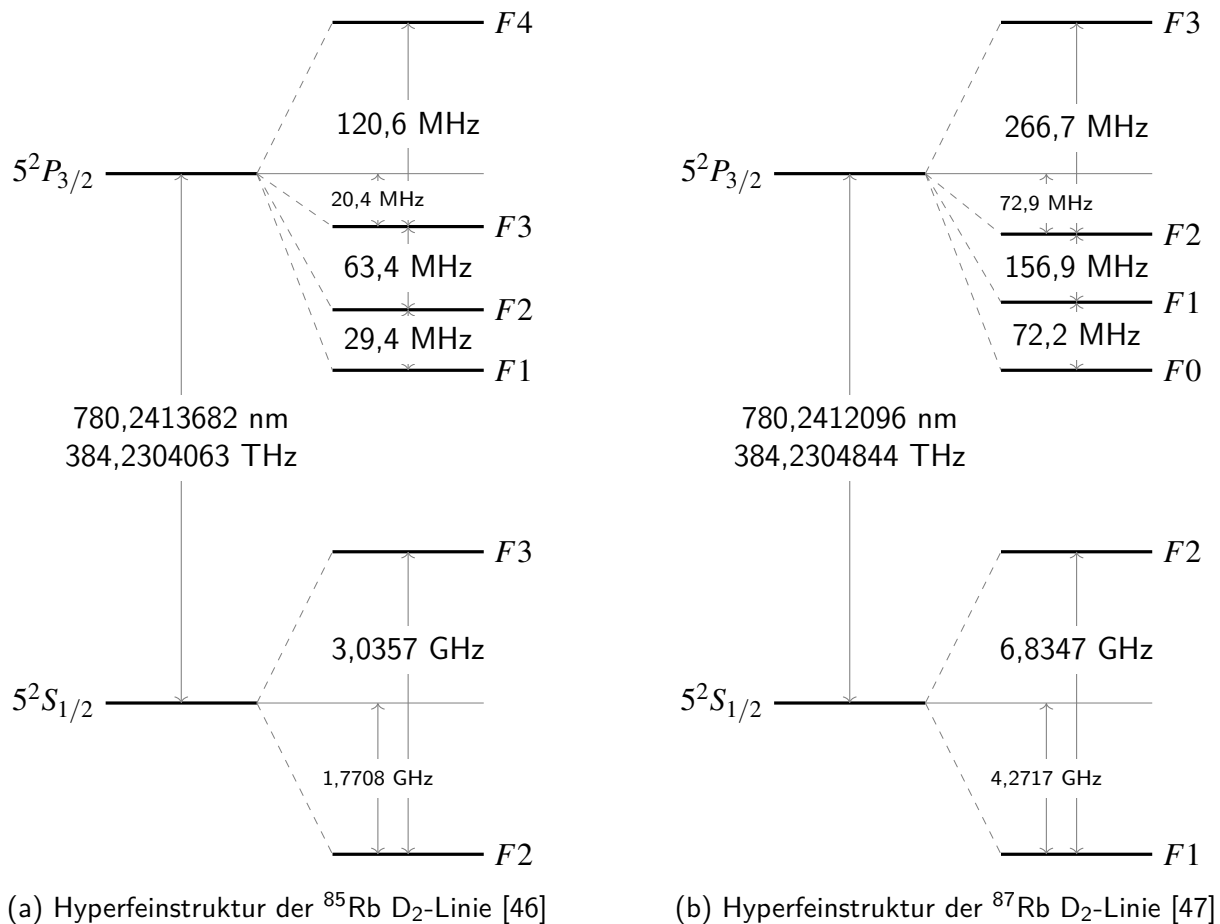 F4
120,6 MHz
5²P₃/₂
20,4 MHz
F3
63,4 MHz
F2
29,4 MHz
F1
780,2413682 nm
384,2304063 THz
F3
3,0357 GHz
5²S₁/₂
1,7708 GHz
F2
(a) Hyperfeinstruktur der ⁸⁵Rb D₂-Linie [46]
F3
266,7 MHz
5²P₃/₂
72,9 MHz
F2
156,9 MHz
F1
72,2 MHz
F0
780,2412096 nm
384,2304844 THz
F2
6,8347 GHz
5²S₁/₂
4,2717 GHz
F1
(b) Hyperfeinstruktur der ⁸⁷Rb D₂-Linie [47]